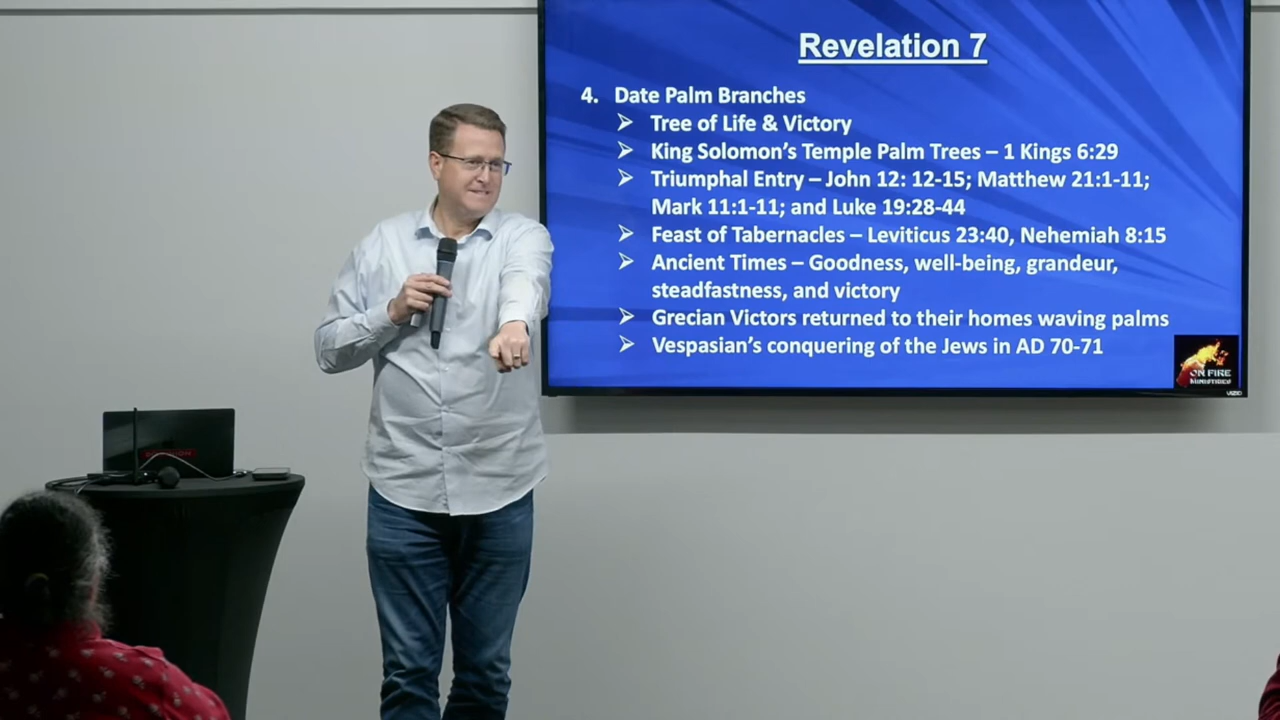 Revelation 7
4. Date Palm Branches
➢ Tree of Life & Victory
➢ King Solomon's Temple Palm Trees – 1 Kings 6:29
➢ Triumphal Entry – John 12: 12-15; Matthew 21:1-11;
Mark 11:1-11; and Luke 19:28-44
➢ Feast of Tabernacles – Leviticus 23:40, Nehemiah 8:15
➢ Ancient Times – Goodness, well-being, grandeur,
steadfastness, and victory
➢ Grecian Victors returned to their homes waving palms
➢ Vespasian's conquering of the Jews in AD 70-71
ON FIRE
MINISTRIES
VIZIO